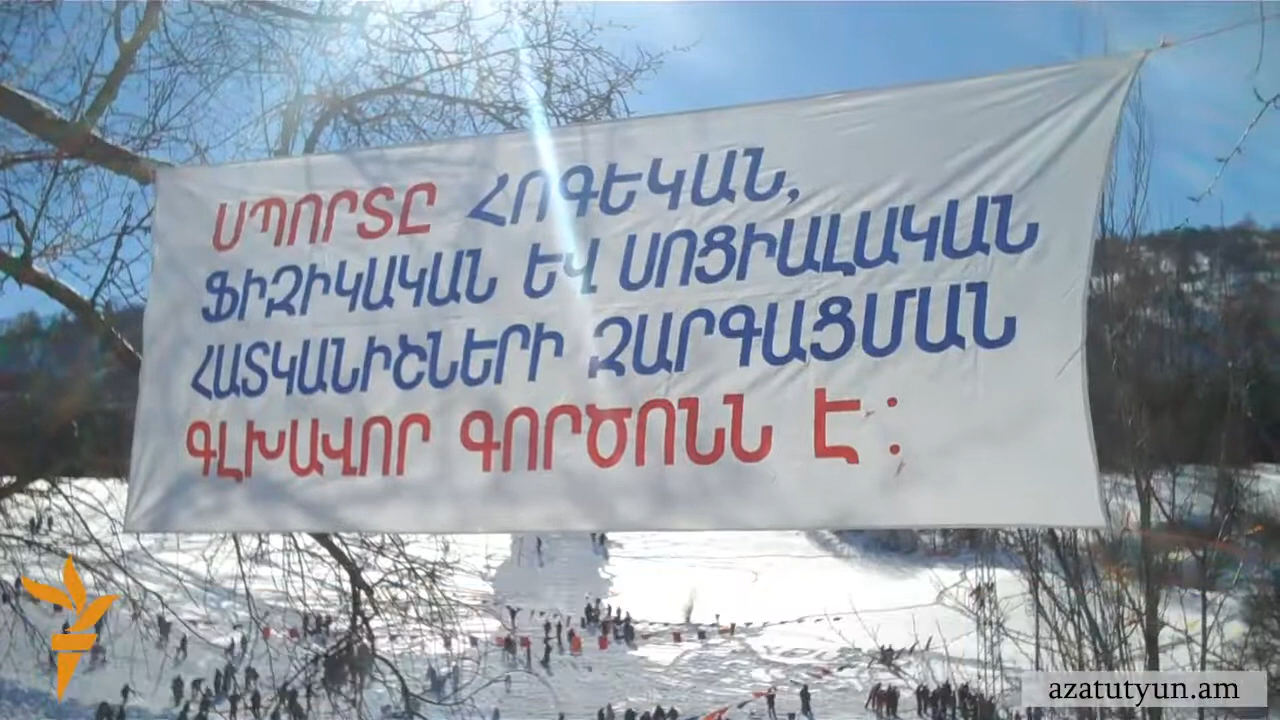 ՍՊՈՐՏԸ ՀՈԳԵԿԱՆ,
ՖԻԶԻԿԱԿԱՆ ԵՎ ՍՈՑԻԱԼԱԿԱՆ
ՀԱՏԿԱՆԻՇՆԵՐԻ ԶԱՐԳԱՑՄԱՆ
ԳԼԽԱՎՈՐ ԳՈՐԾՈՆՆ Է:
azatutyun.am